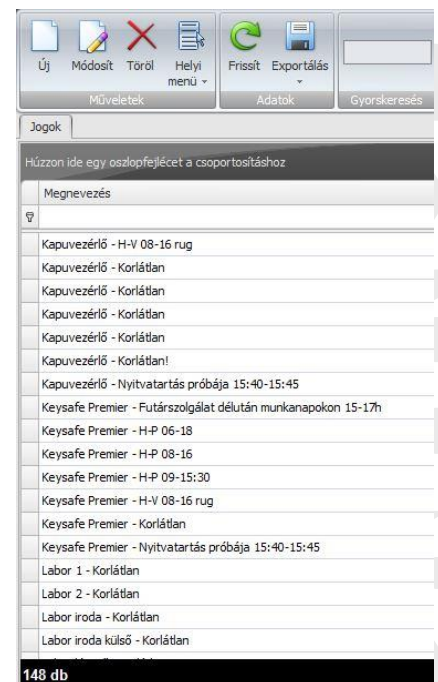 Új Módosít Töröl Helyi menü Frissít Exportálás
Műveletek Adatok Gyorskeresés
Jogok
Húzzon ide egy oszlopfejlécet a csoportosításhoz
Megnevezés
Kapuvezérlő - H-V 08-16 rug
Kapuvezérlő - Korlátlan
Kapuvezérlő - Korlátlan
Kapuvezérlő - Korlátlan
Kapuvezérlő - Korlátlan
Kapuvezérlő - Korlátlan!
Kapuvezérlő - Nyitvatartás próbája 15:40-15:45
Keysafe Premier - Futárszolgálat délután munkanapokon 15-17h
Keysafe Premier - H-P 06-18
Keysafe Premier - H-P 08-16
Keysafe Premier - H-P 09-15:30
Keysafe Premier - H-V 08-16 rug
Keysafe Premier - Korlátlan
Keysafe Premier - Nyitvatartás próbája 15:40-15:45
Labor 1 - Korlátlan
Labor 2 - Korlátlan
Labor iroda - Korlátlan
Labor iroda külső - Korlátlan
148 db